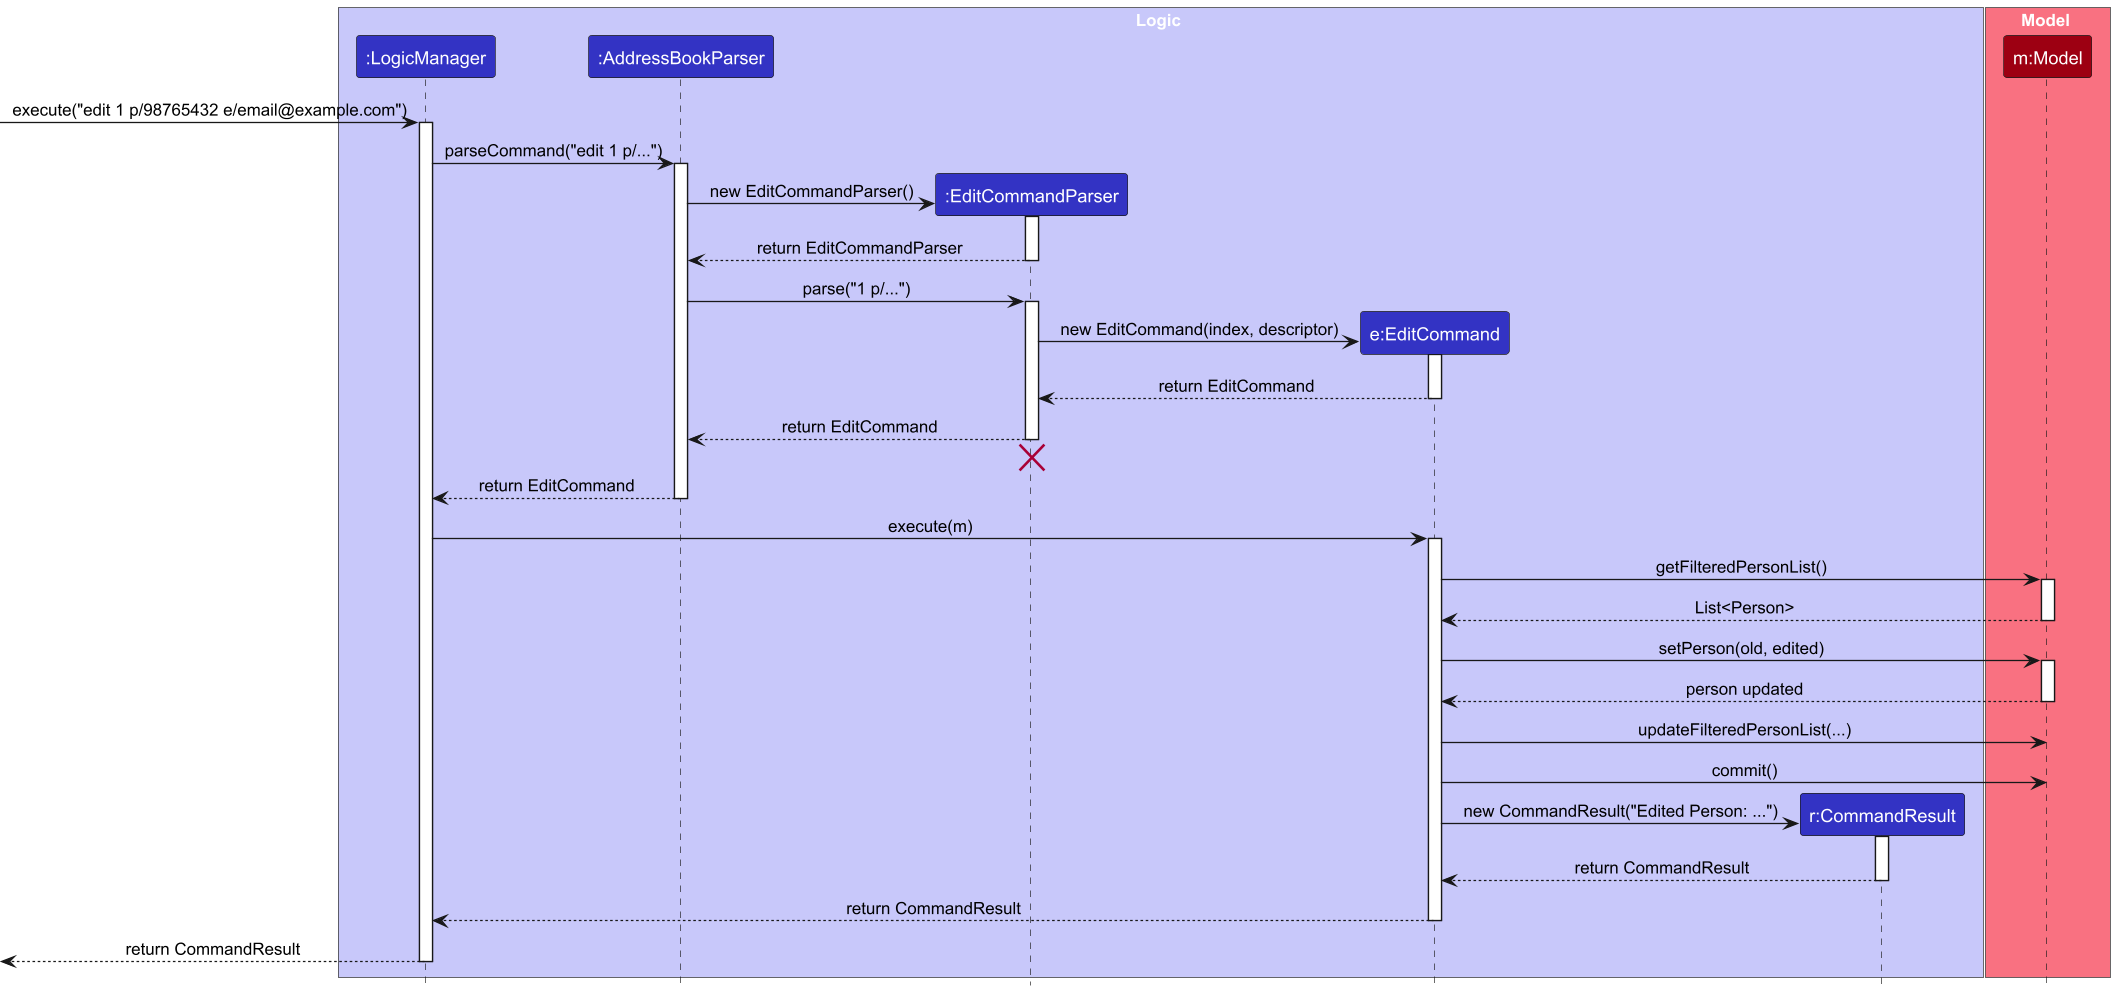 Logic
Model
:LogicManager
:AddressBookParser
m:Model
execute("edit 1 p/98765432 e/email@example.com")
parseCommand("edit 1 p/...")
new EditCommandParser()
:EditCommandParser
return EditCommandParser
parse("1 p/...")
new EditCommand(index, descriptor)
e:EditCommand
return EditCommand
return EditCommand
return EditCommand
execute(m)
getFilteredPersonList()
List<Person>
setPerson(old, edited)
person updated
updateFilteredPersonList(...)
commit()
new CommandResult("Edited Person: ...")
r:CommandResult
return CommandResult
return CommandResult
return CommandResult